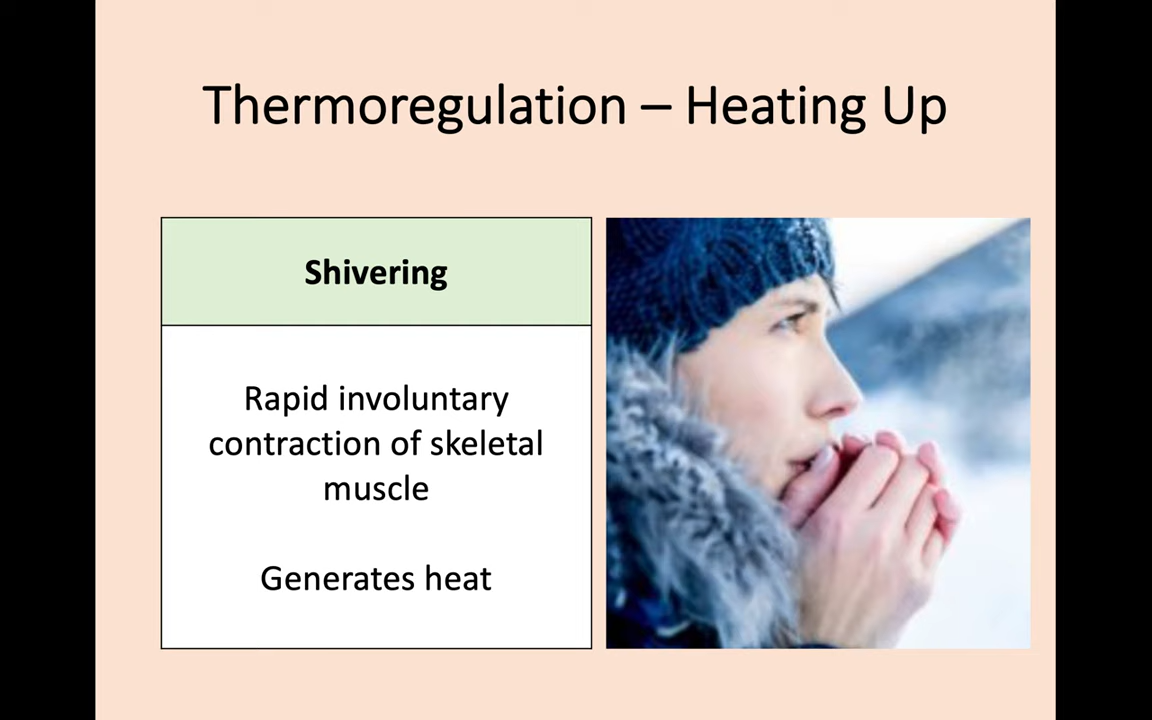 Thermoregulation – Heating Up
Shivering
Rapid involuntary
contraction of skeletal
muscle
Generates heat